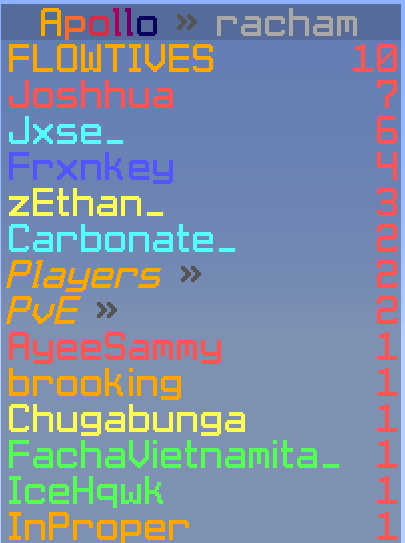 Apollo » racham
FLOWTIVES 10
Joshhua 7
Jxse_ 6
Frxnkey 4
zEthan_ 3
Carbonate_ 2
Players » 2
PvE » 2
AyeeSammy 1
brooking 1
Chugabunga 1
FachaVietnamita_ 1
IceHqwk 1
InProper 1